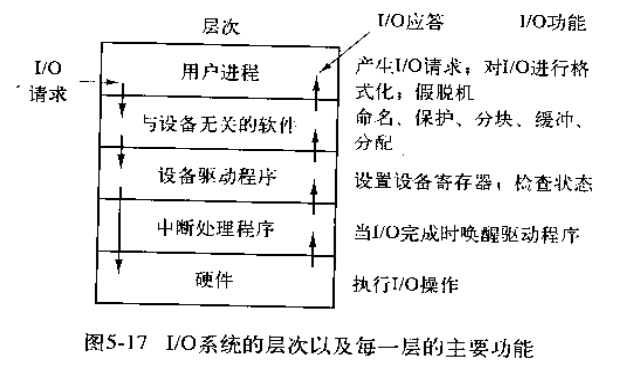 层次
I/O应答
I/O功能
I/O
请求
用户进程
产生I/O请求；对I/O进行格
式化；假脱机
与设备无关的软件
命名、保护、分块、缓冲、
分配
设备驱动程序
设置设备寄存器；检查状态
中断处理程序
当I/O完成时唤醒驱动程序
硬件
执行I/O操作
图5-17 I/O系统的层次以及每一层的主要功能